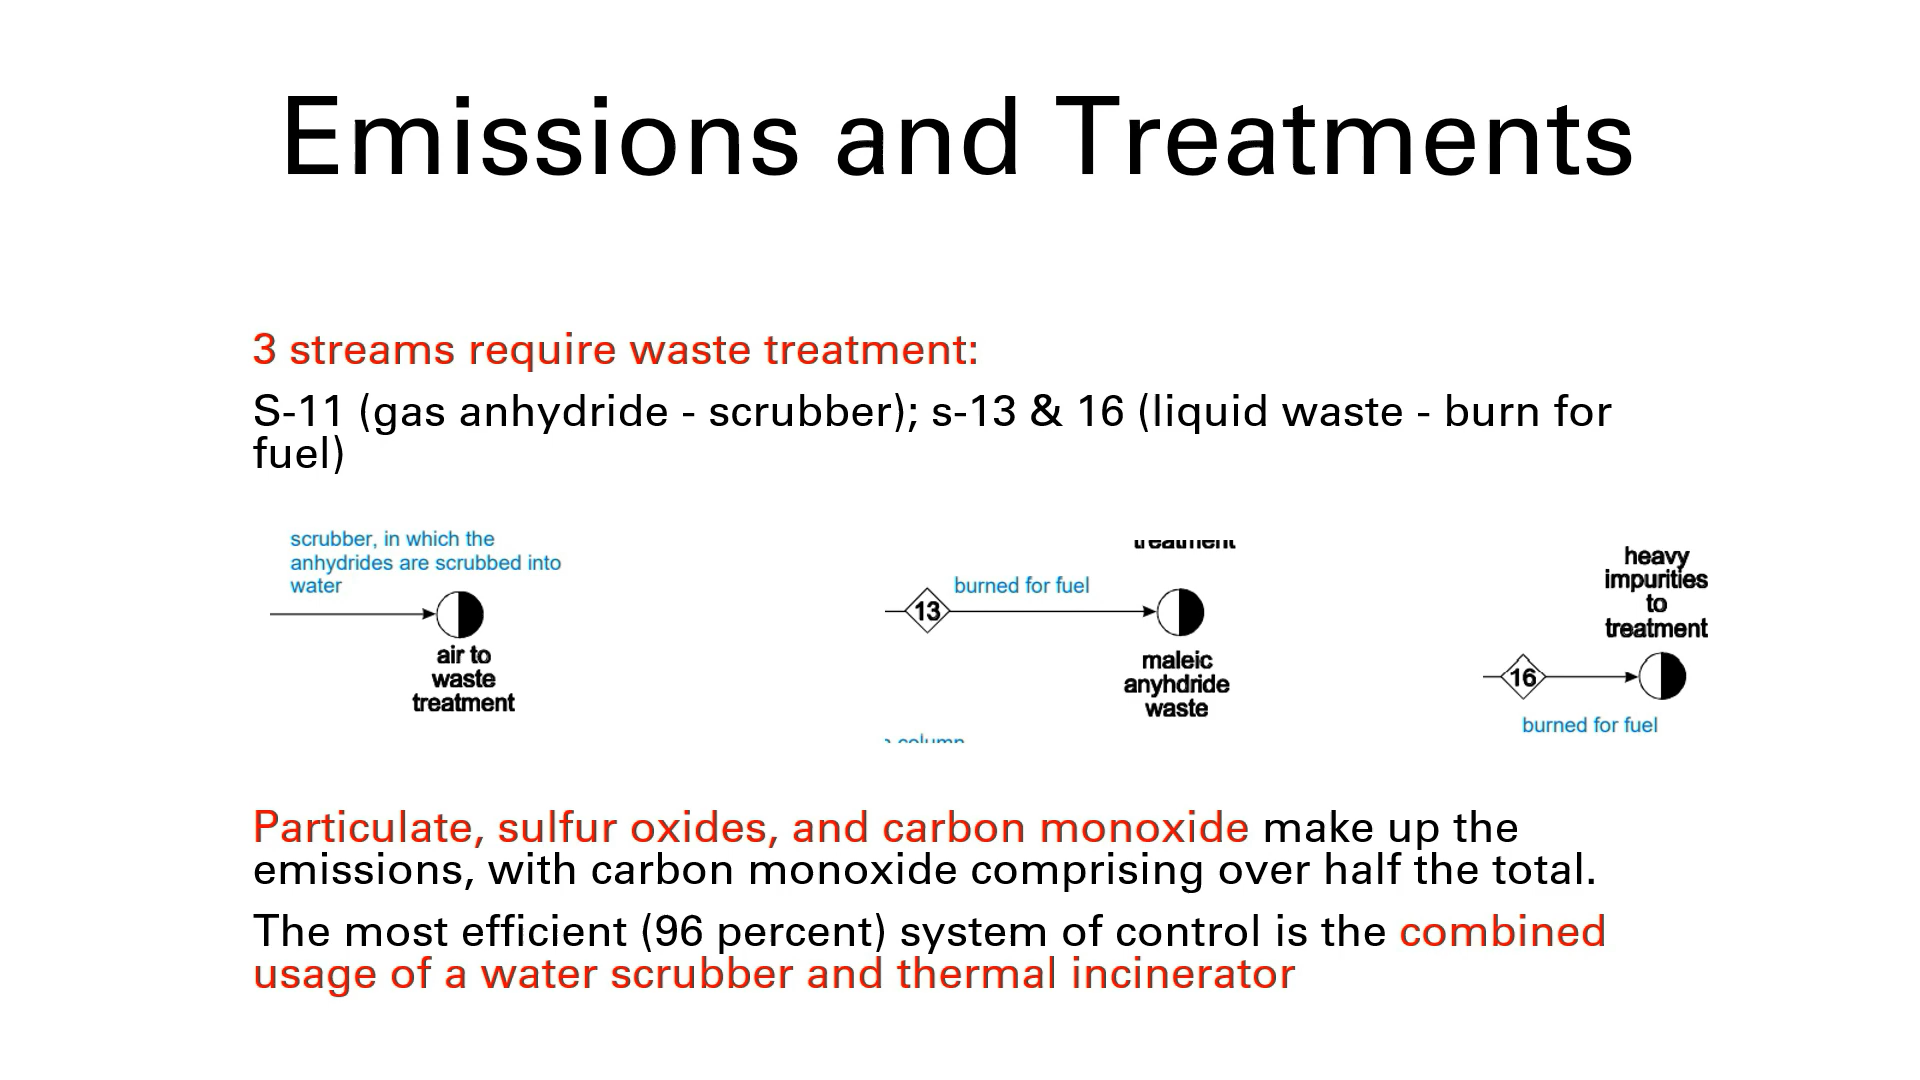 Emissions and Treatments
3 streams require waste treatment:
S-11 (gas anhydride - scrubber); s-13 & 16 (liquid waste - burn for
fuel)
scrubber, in which the
anhydrides are scrubbed into
water
air to
waste
treatment
treatment
13
burned for fuel
maleic
anyhdride
waste
column
heavy
impurities
to
treatment
16
burned for fuel
Particulate, sulfur oxides, and carbon monoxide make up the
emissions, with carbon monoxide comprising over half the total.
The most efficient (96 percent) system of control is the combined
usage of a water scrubber and thermal incinerator